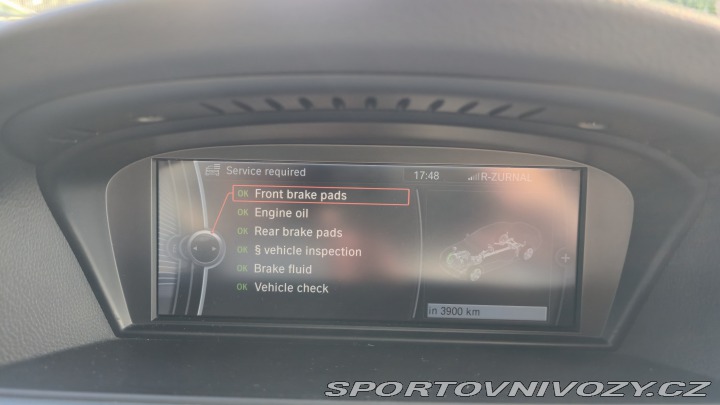 Service required
17:48
R-ZURNAL
OK Front brake pads
OK Engine oil
OK Rear brake pads
OK § vehicle inspection
OK Brake fluid
OK Vehicle check
+
in 3900 km
SPORTOVNIVOZY.CZ